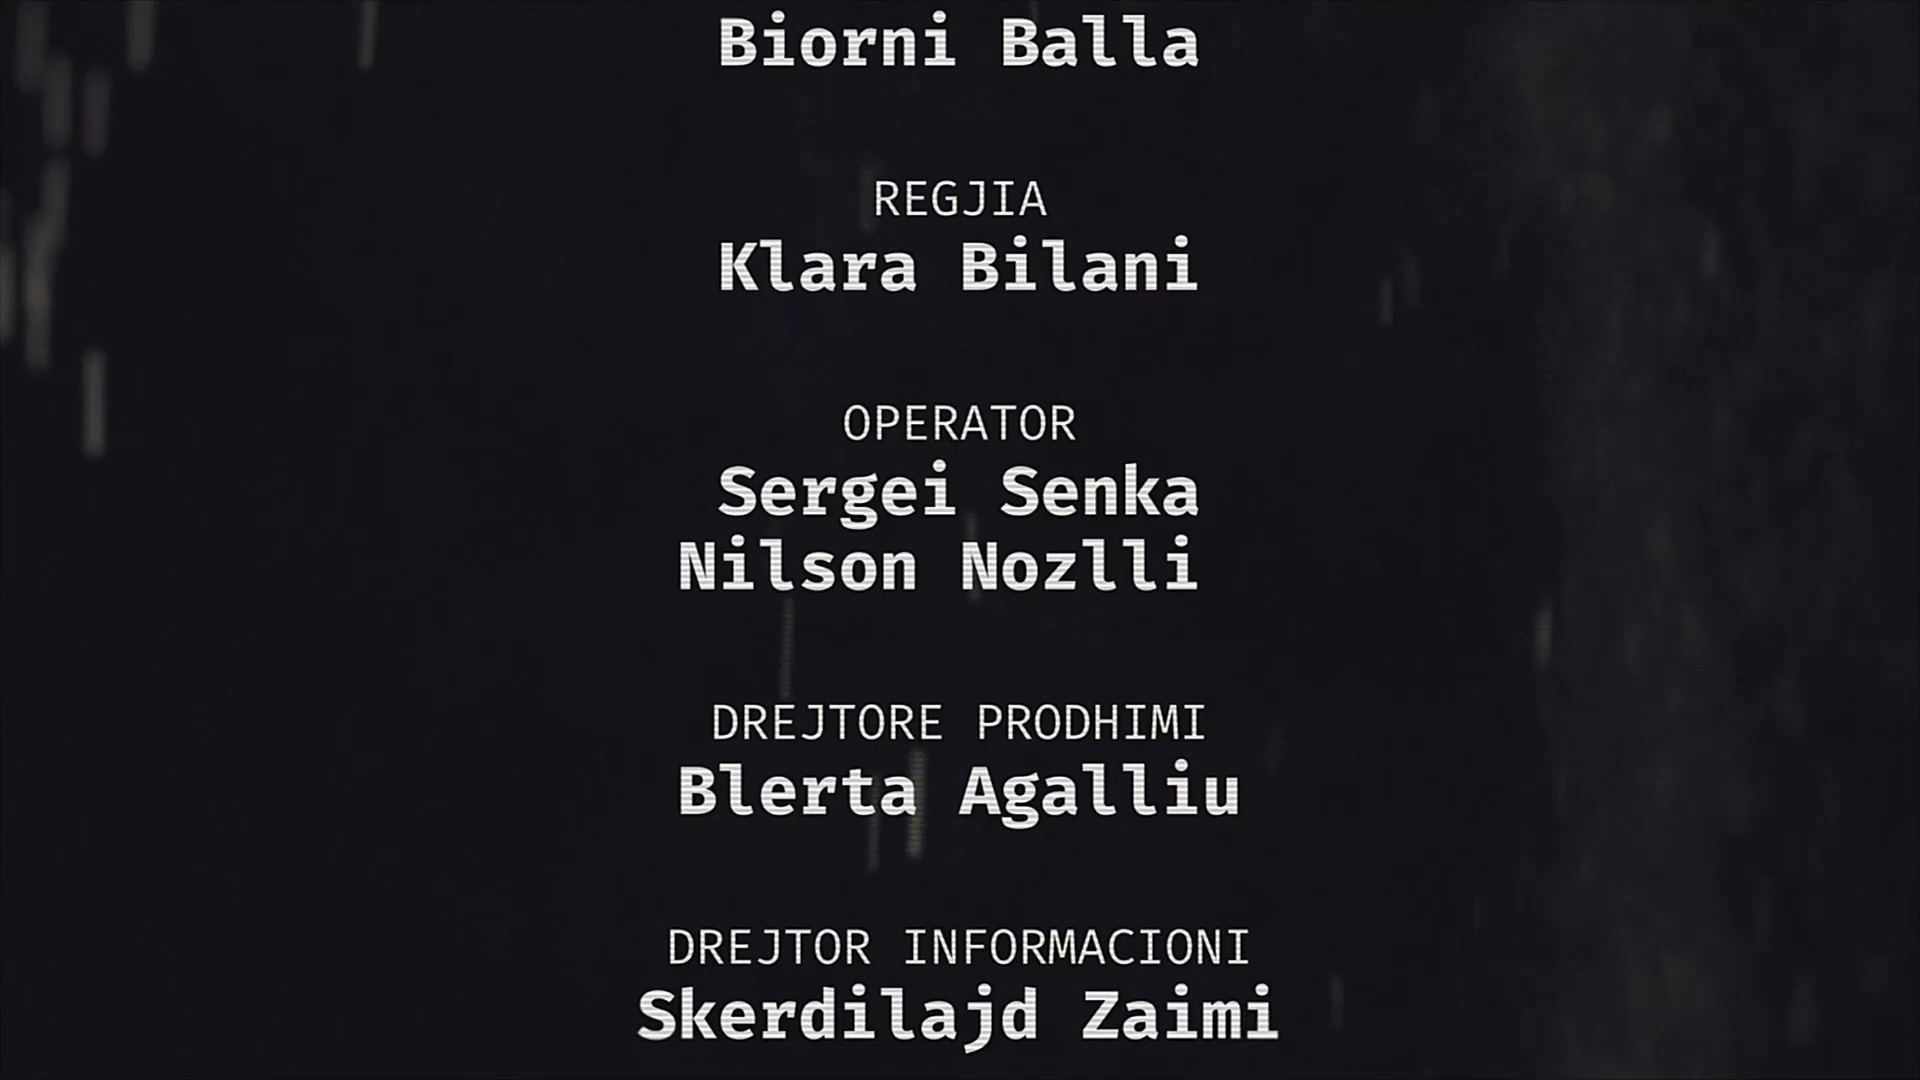 Biorni Balla
REGJIA
Klara Bilani
OPERATOR
Sergei Senka
Nilson Nozlli
DREJTORE PRODHIMI
Blerta Agalliu
DREJTOR INFORMACIONI
Skerdilajd Zaimi